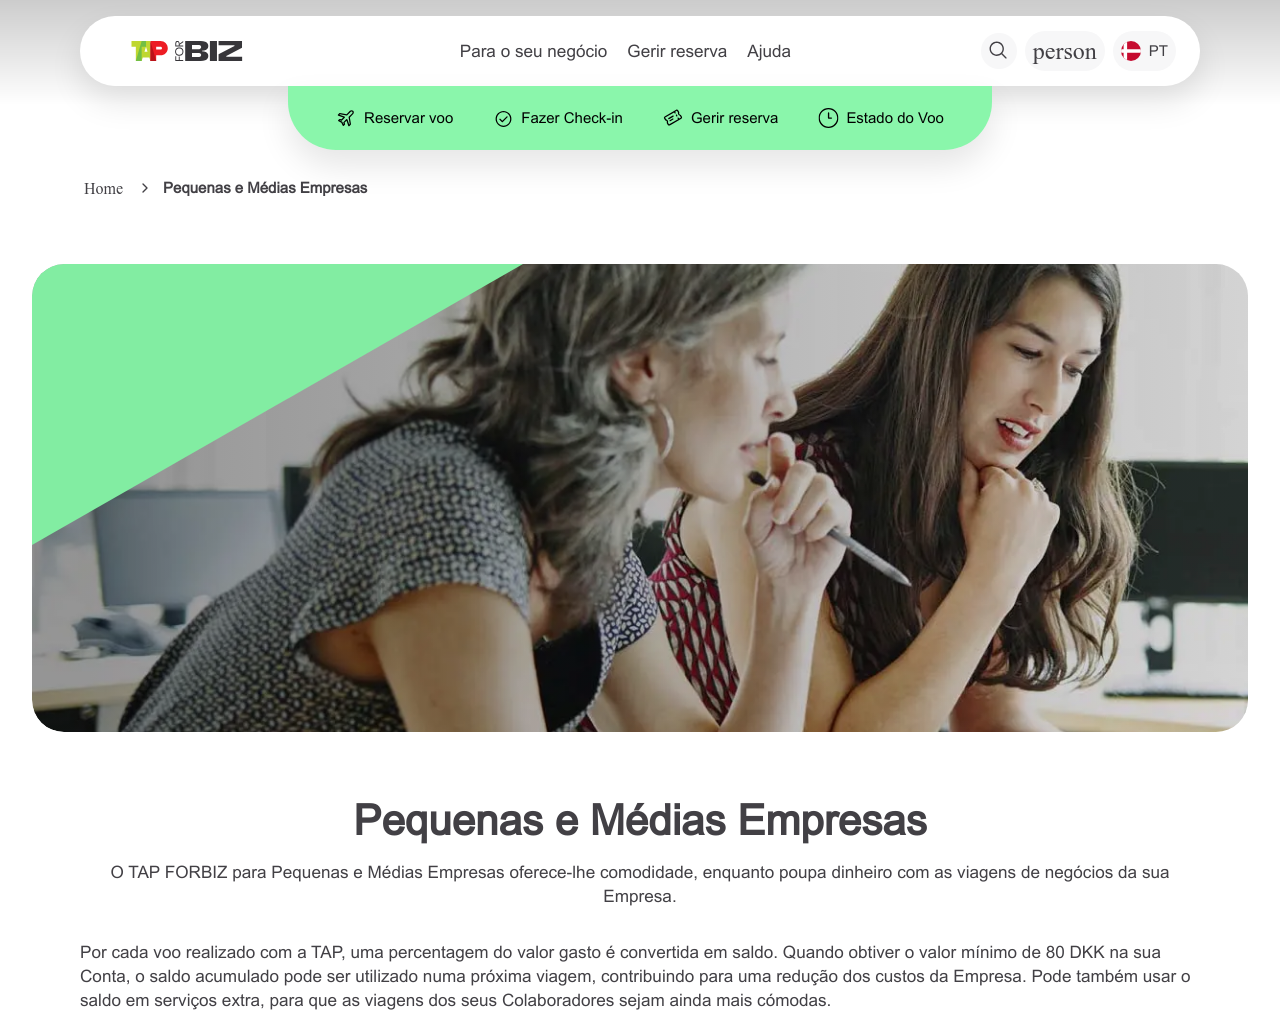 TAP FOR BIZ
Para o seu negócio Gerir reserva Ajuda
person PT
Reservar voo Fazer Check-in Gerir reserva Estado do Voo
Home Pequenas e Médias Empresas
Pequenas e Médias Empresas
O TAP FORBIZ para Pequenas e Médias Empresas oferece-lhe comodidade, enquanto poupa dinheiro com as viagens de negócios da sua
Empresa.
Por cada voo realizado com a TAP, uma percentagem do valor gasto é convertida em saldo. Quando obtiver o valor mínimo de 80 DKK na sua
Conta, o saldo acumulado pode ser utilizado numa próxima viagem, contribuindo para uma redução dos custos da Empresa. Pode também usar o
saldo em serviços extra, para que as viagens dos seus Colaboradores sejam ainda mais cómodas.